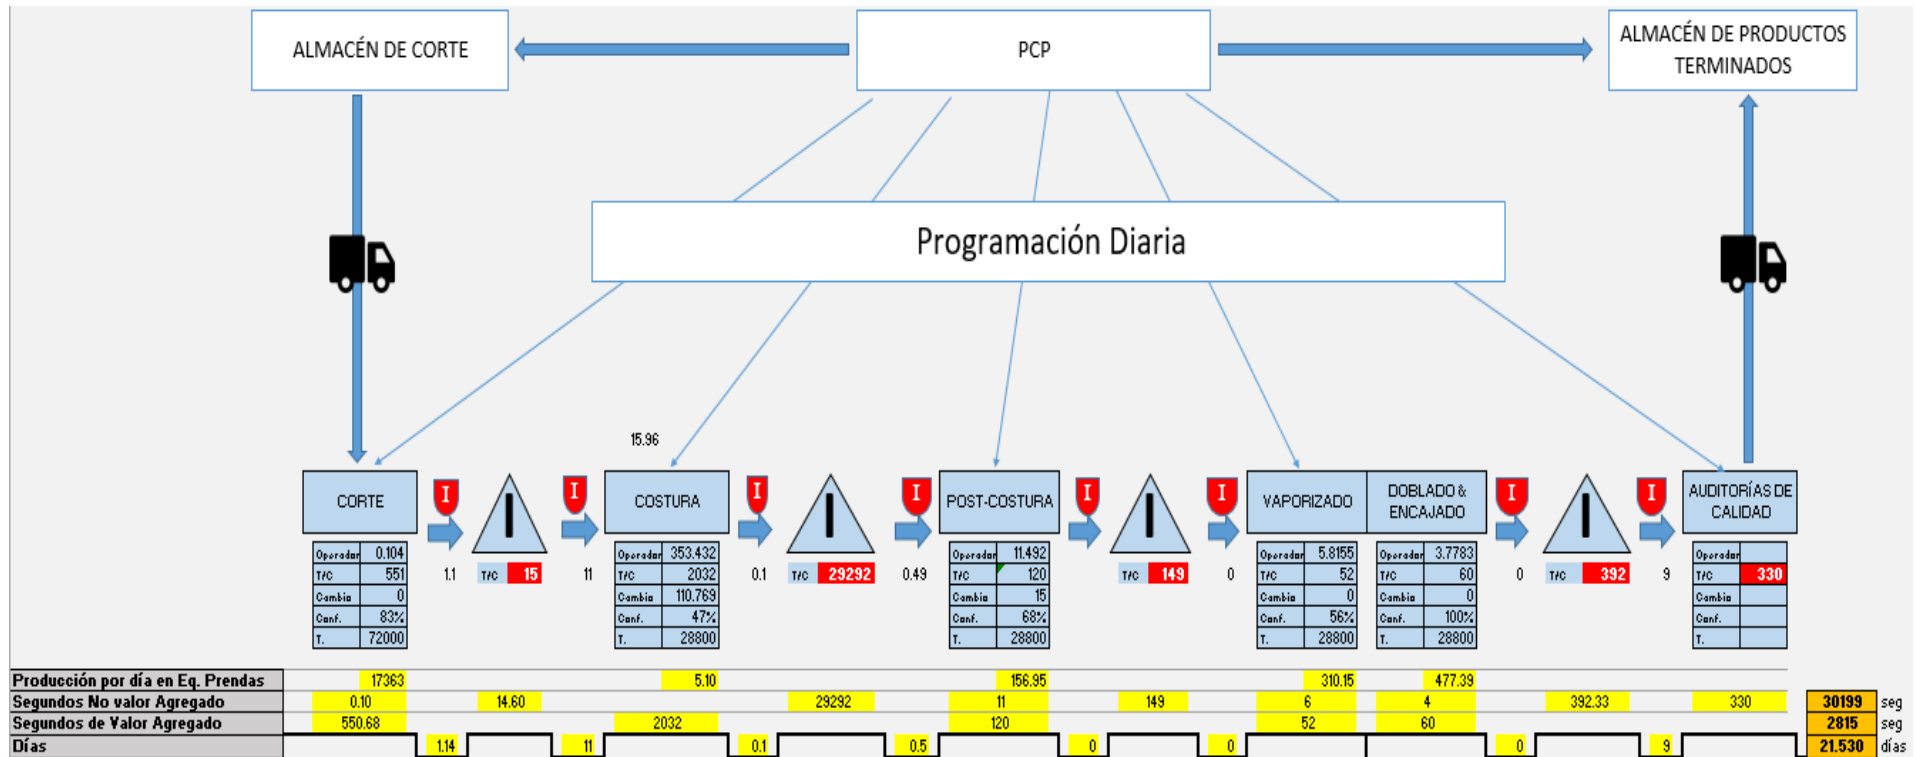 ALMACÉN DE CORTE
PCP
ALMACÉN DE PRODUCTOS
TERMINADOS
Programación Diaria
15.96
CORTE
I
I
COSTURA
I
I
POST-COSTURA
I
I
VAPORIZADO
DOBLADO &
ENCAJADO
I
I
AUDITORÍAS DE
CALIDAD
Operador 0.104
T/C 551
Cambio 0
Conf. 83%
T. 72000
1.1
T/C 15
11
Operador 353.432
T/C 2032
Cambio 110.769
Conf. 47%
T. 28800
0.1
T/C 29292
0.49
Operador 11.492
T/C 120
Cambio 15
Conf. 68%
T. 28800
T/C 149
0
Operador 5.8155
T/C 52
Cambio 0
Conf. 56%
T. 28800
Operador 3.7783
T/C 60
Cambio 0
Conf. 100%
T. 28800
0
T/C 392
9
Operador
T/C 330
Cambio
Conf.
T.
Producción por día en Eq. Prendas 17363 5.10 156.95 310.15 477.39
Segundos No valor Agregado 0.10 14.60 29292 11 149 6 4 392.33 330 30199 seg
Segundos de Valor Agregado 550.68 2032 120 52 60 2815 seg
Días 1.14 11 0.1 0.5 0 0 0 9 21.530 días